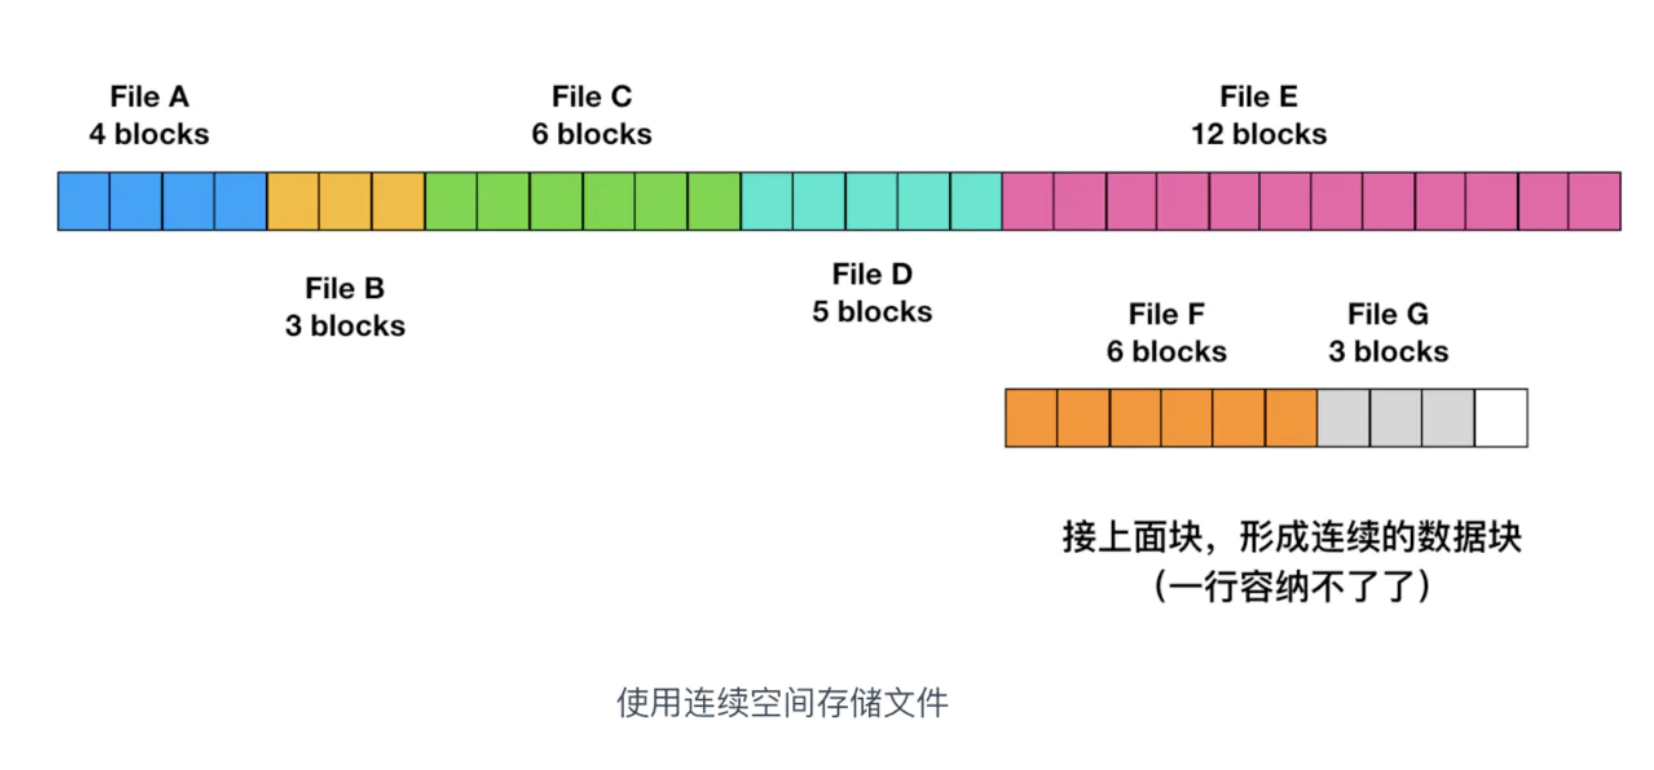 File A
4 blocks
File C
6 blocks
File E
12 blocks
File B
3 blocks
File D
5 blocks
File F
6 blocks
File G
3 blocks
接上面块，形成连续的数据块
（一行容纳不了了）
使用连续空间存储文件